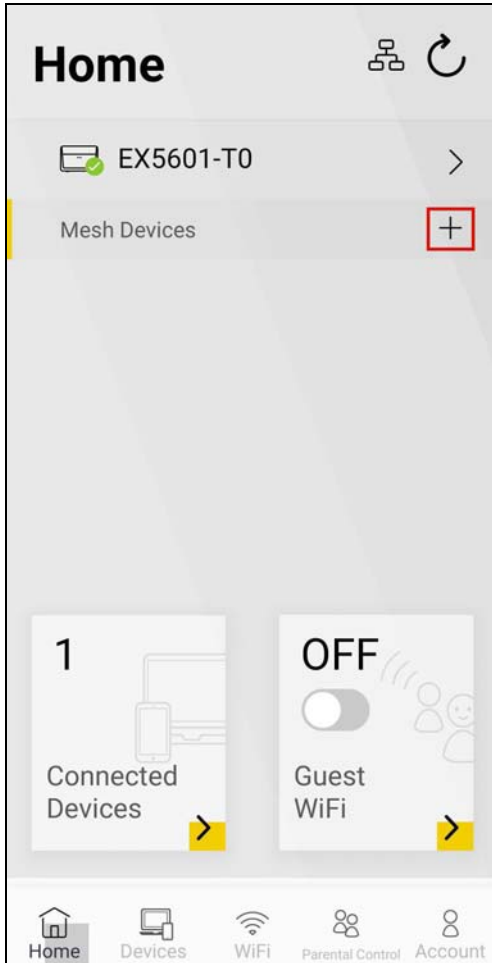 Home
EX5601-T0
Mesh Devices
1
Connected
Devices
OFF
Guest
WiFi
Home
Devices
WiFi
Parental Control
Account